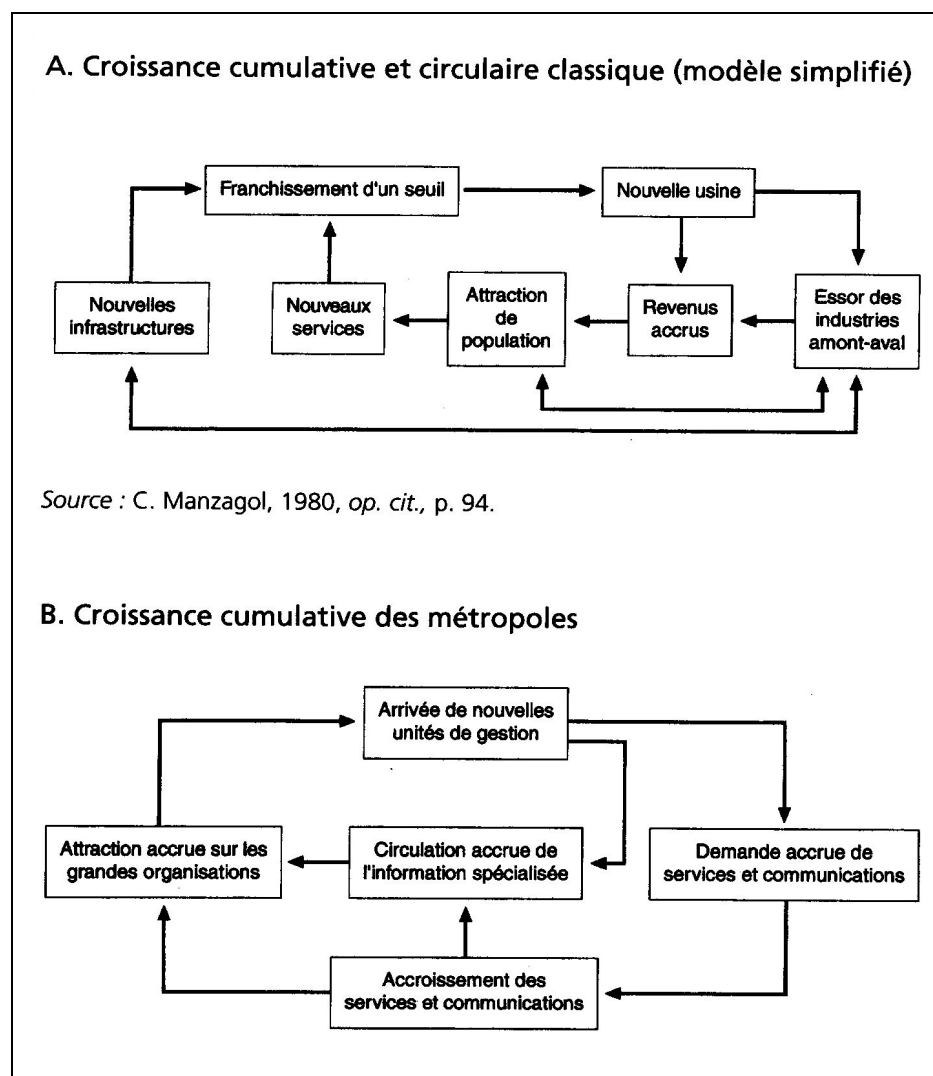 A. Croissance cumulative et circulaire classique (modèle simplifié)
Franchissement d'un seuil
Nouvelle usine
Nouvelles
infrastructures
Nouveaux
services
Attraction
de
population
Revenus
accrus
Essor des
industries
amont-aval
Source : C. Manzagol, 1980, op. cit., p. 94.
B. Croissance cumulative des métropoles
Arrivée de nouvelles
unités de gestion
Attraction accrue sur les
grandes organisations
Circulation accrue de
l'information spécialisée
Demande accrue de
services et communications
Accroissement des
services et communications